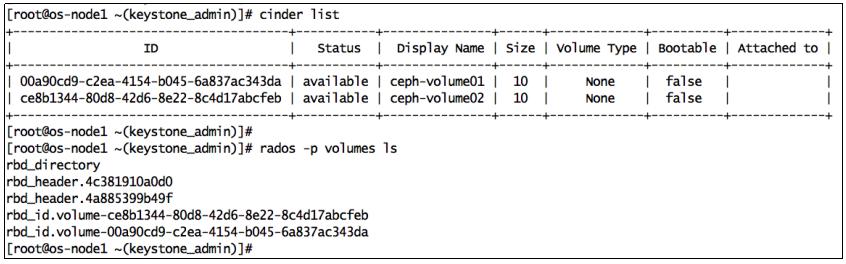 [root@os-node1 ~(keystone_admin)]# cinder list
+--------------------------------------+-----------+---------------+------+-------------+----------+-------------+
| ID | Status | Display Name | Size | Volume Type | Bootable | Attached to |
+--------------------------------------+-----------+---------------+------+-------------+----------+-------------+
| 00a90cd9-c2ea-4154-b045-6a837ac343da | available | ceph-volume01 | 10 | None | false | |
| ce8b1344-80d8-42d6-8e22-8c4d17abcfeb | available | ceph-volume02 | 10 | None | false | |
+--------------------------------------+-----------+---------------+------+-------------+----------+-------------+
[root@os-node1 ~(keystone_admin)]#
[root@os-node1 ~(keystone_admin)]# rados -p volumes ls
rbd_directory
rbd_header.4c381910a0d0
rbd_header.4a885399b49f
rbd_id.volume-ce8b1344-80d8-42d6-8e22-8c4d17abcfeb
rbd_id.volume-00a90cd9-c2ea-4154-b045-6a837ac343da
[root@os-node1 ~(keystone_admin)]#